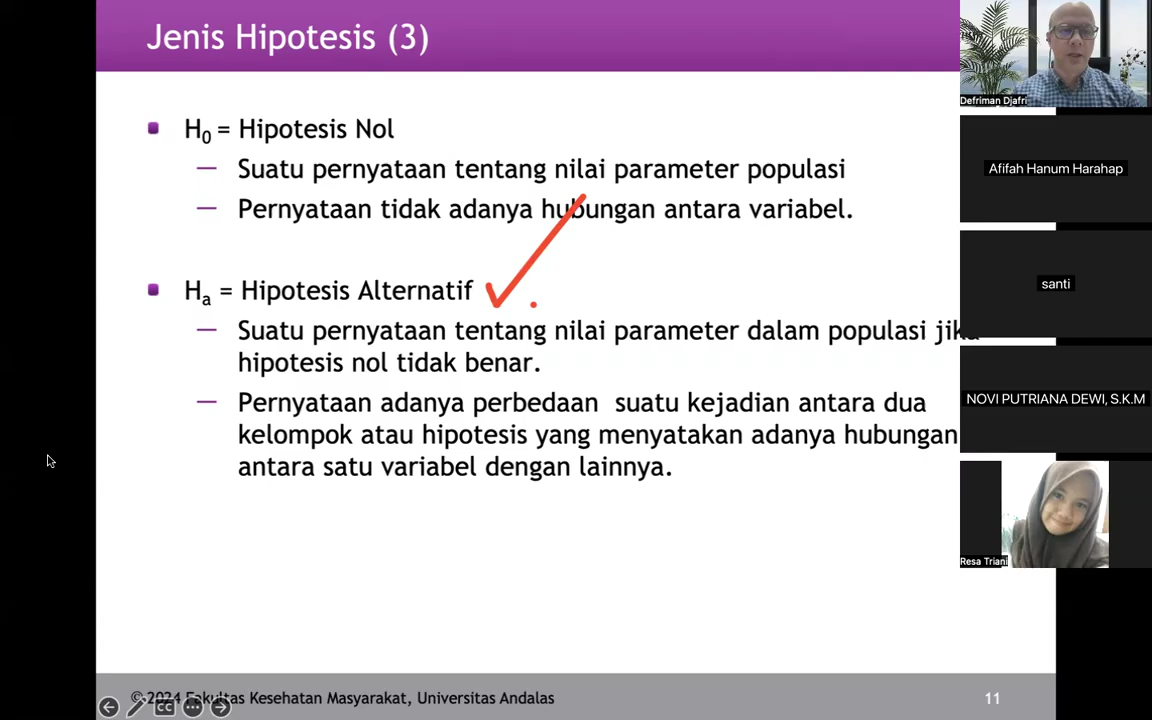 Jenis Hipotesis (3)
H0 = Hipotesis Nol
— Suatu pernyataan tentang nilai parameter populasi
— Pernyataan tidak adanya hubungan antara variabel.
Ha = Hipotesis Alternatif
— Suatu pernyataan tentang nilai parameter dalam populasi jika
hipotesis nol tidak benar.
— Pernyataan adanya perbedaan suatu kejadian antara dua
kelompok atau hipotesis yang menyatakan adanya hubungan
antara satu variabel dengan lainnya.
©2024 Fakultas Kesehatan Masyarakat, Universitas Andalas
11
CC
Defriman Djafri
Afifah Hanum Harahap
santi
NOVI PUTRIANA DEWI, S.K.M
Resa Triani